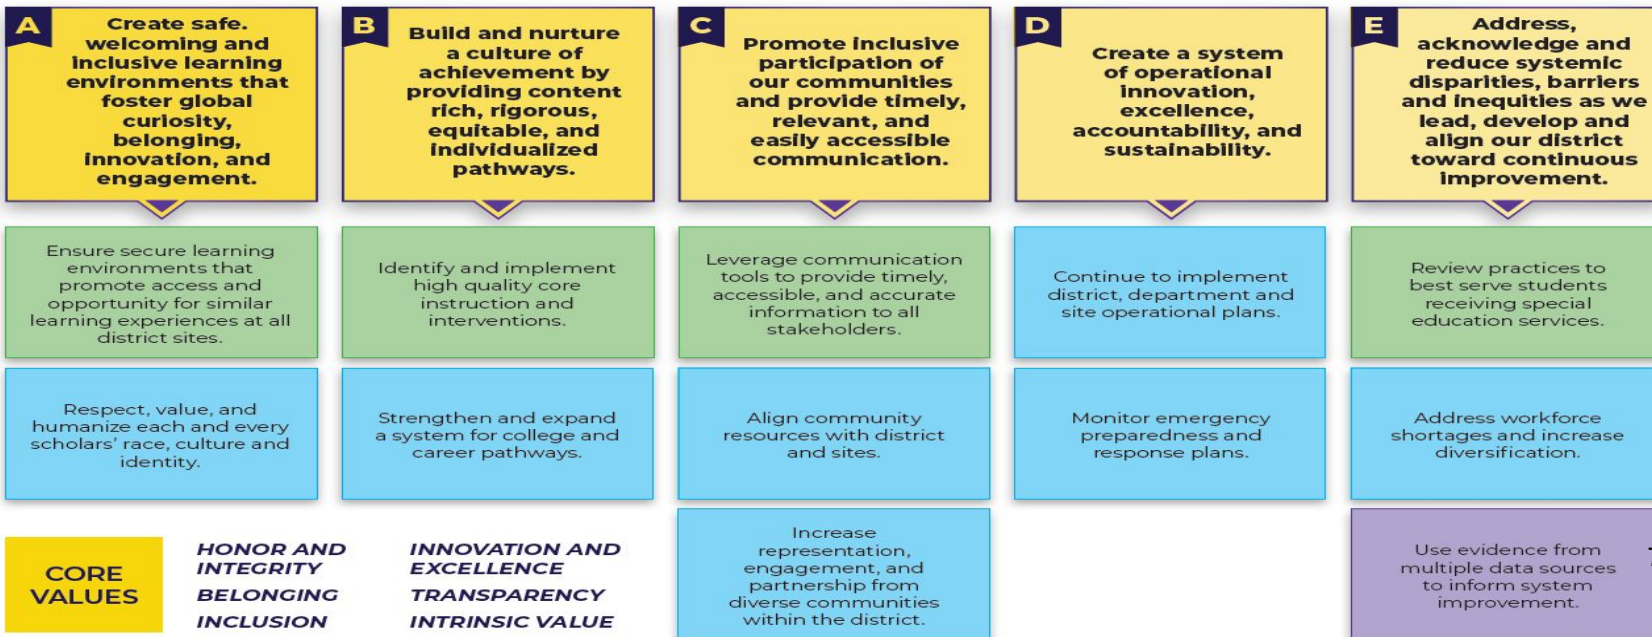 A
Create safe.
welcoming and
inclusive learning
environments that
foster global
curiosity,
belonging,
innovation, and
engagement.
B
Build and nurture
a culture of
achievement by
providing content
rich, rigorous,
equitable, and
individualized
pathways.
C
Promote inclusive
participation of
our communities
and provide timely,
relevant, and
easily accessible
communication.
D
Create a system
of operational
innovation,
excellence,
accountability, and
sustainability.
E
Address,
acknowledge and
reduce systemic
disparities, barriers
and inequities as we
lead, develop and
align our district
toward continuous
improvement.
Ensure secure learning
environments that
promote access and
opportunity for similar
learning experiences at all
district sites.
Identify and implement
high quality core
instruction and
interventions.
Leverage communication
tools to provide timely,
accessible, and accurate
information to all
stakeholders.
Continue to implement
district, department and
site operational plans.
Review practices to
best serve students
receiving special
education services.
Respect, value, and
humanize each and every
scholars' race, culture and
identity.
Strengthen and expand
a system for college and
career pathways.
Align community
resources with district
and sites.
Monitor emergency
preparedness and
response plans.
Address workforce
shortages and increase
diversification.
Increase
representation,
engagement, and
partnership from
diverse communities
within the district.
Use evidence from
multiple data sources
to inform system
improvement.
CORE
VALUES
HONOR AND
INTEGRITY
BELONGING
INCLUSION
INNOVATION AND
EXCELLENCE
TRANSPARENCY
INTRINSIC VALUE